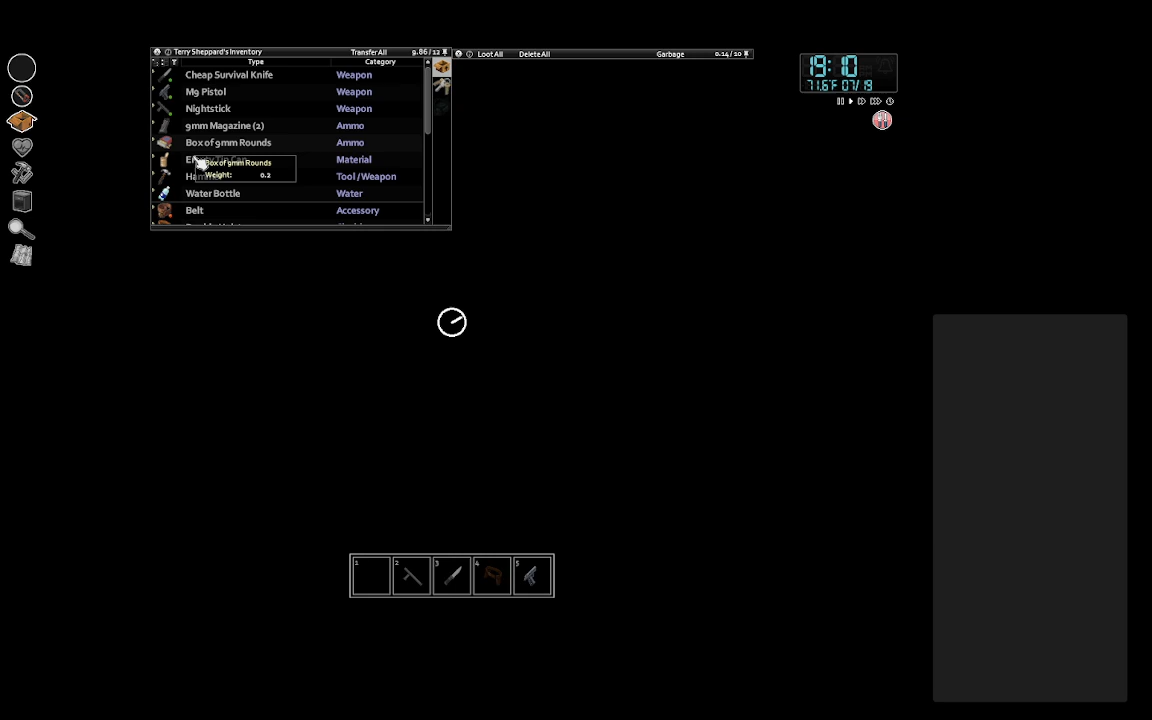 Terry Sheppard's Inventory Transfer All 9.86 / 12
Loot All Delete All Garbage 0.14 / 10
Type Category
Cheap Survival Knife Weapon
M9 Pistol Weapon
Nightstick Weapon
9mm Magazine (2) Ammo
Box of 9mm Rounds Ammo
Material
Box of 9mm Rounds
Weight: 0.2
Tool / Weapon
Water Bottle Water
Belt Accessory
19:10
71.6°F 07/19
1 2 3 4 5